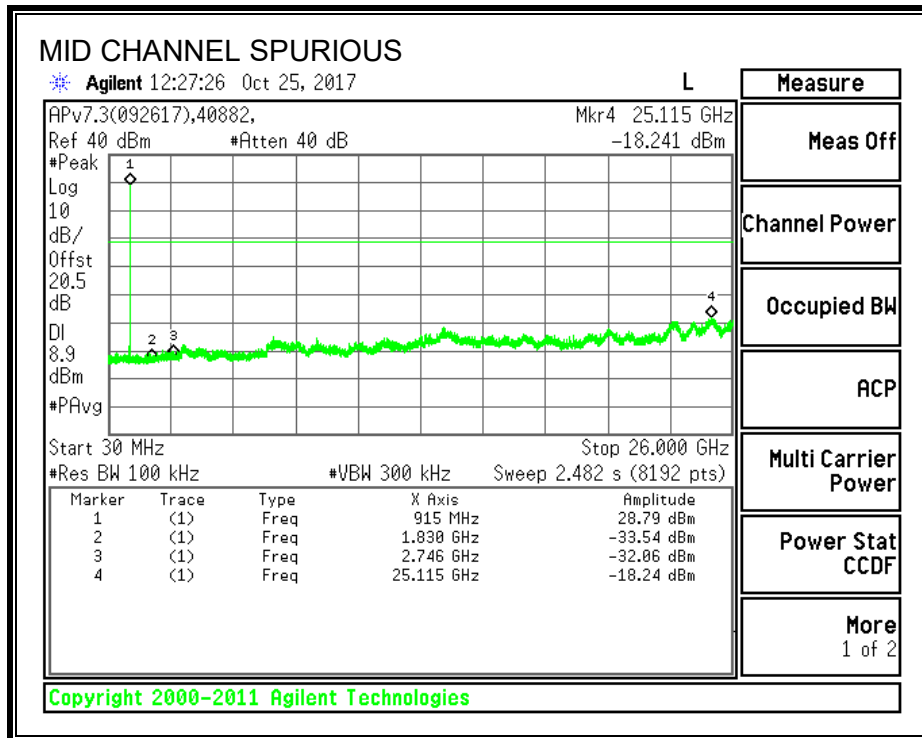 MID CHANNEL SPURIOUS
Agilent 12:27:26 Oct 25, 2017 L
APv7.3(092617),40882, Mkr4 25.115 GHz
Ref 40 dBm #Atten 40 dB -18.241 dBm
#Peak
Log
10
dB/
Offst
20.5
dB
DI
8.9
dBm
#PAvg
1
2
3
4
Start 30 MHz Stop 26.000 GHz
#Res BW 100 kHz #VBW 300 kHz Sweep 2.482 s (8192 pts)
Marker Trace Type X Axis Amplitude
1 (1) Freq 915 MHz 28.79 dBm
2 (1) Freq 1.830 GHz -33.54 dBm
3 (1) Freq 2.746 GHz -32.06 dBm
4 (1) Freq 25.115 GHz -18.24 dBm
Measure
Meas Off
Channel Power
Occupied BW
ACP
Multi Carrier
Power
Power Stat
CCDF
More
1 of 2
Copyright 2000-2011 Agilent Technologies